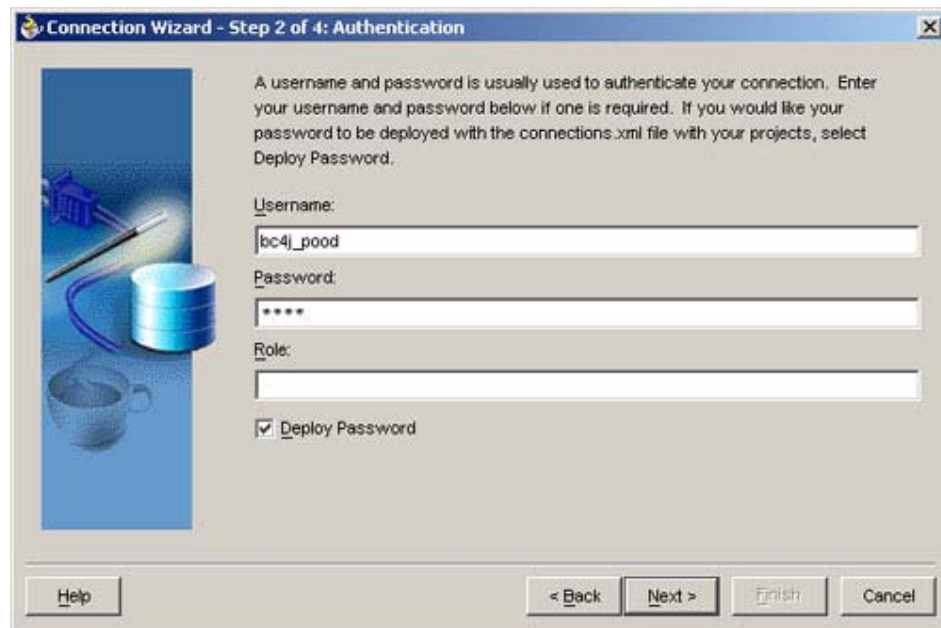 Connection Wizard - Step 2 of 4: Authentication
A username and password is usually used to authenticate your connection. Enter
your username and password below if one is required. If you would like your
password to be deployed with the connections.xml file with your projects, select
Deploy Password.
Username:
bc4j_pood
Password:
****
Role:
Deploy Password
Help
< Back
Next >
Finish
Cancel